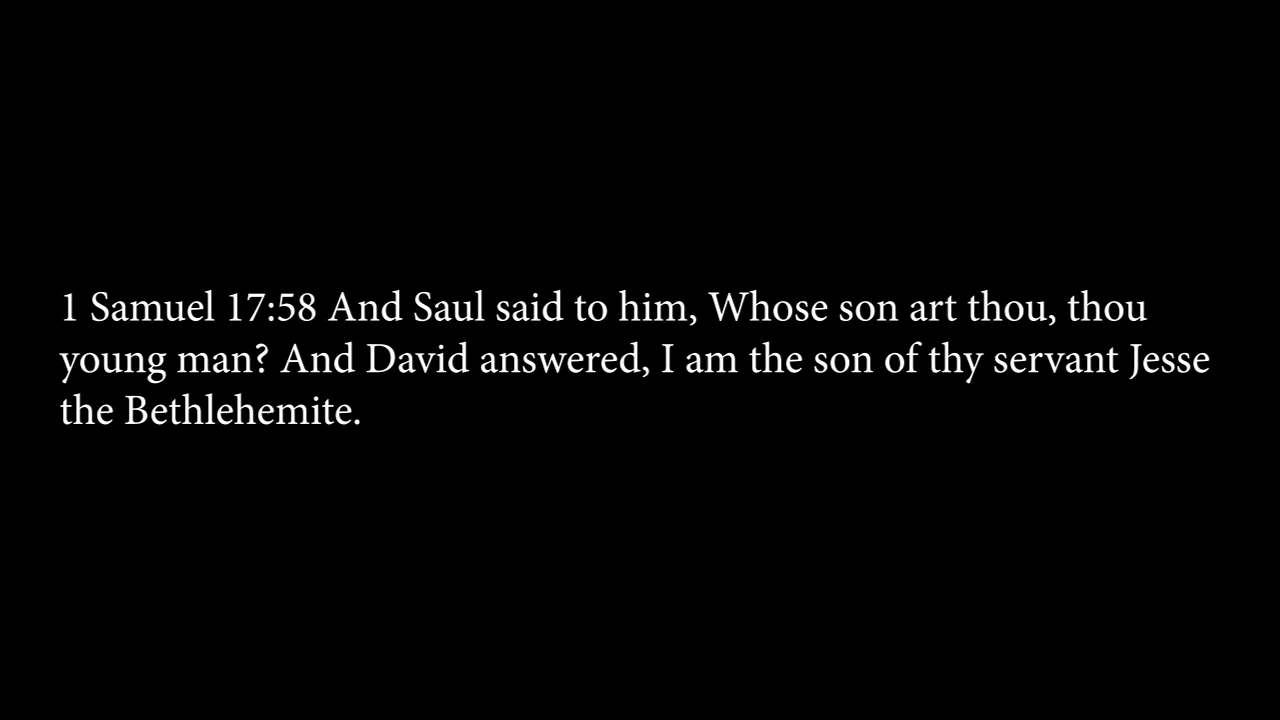 1 Samuel 17:58 And Saul said to him, Whose son art thou, thou
young man? And David answered, I am the son of thy servant Jesse
the Bethlehemite.